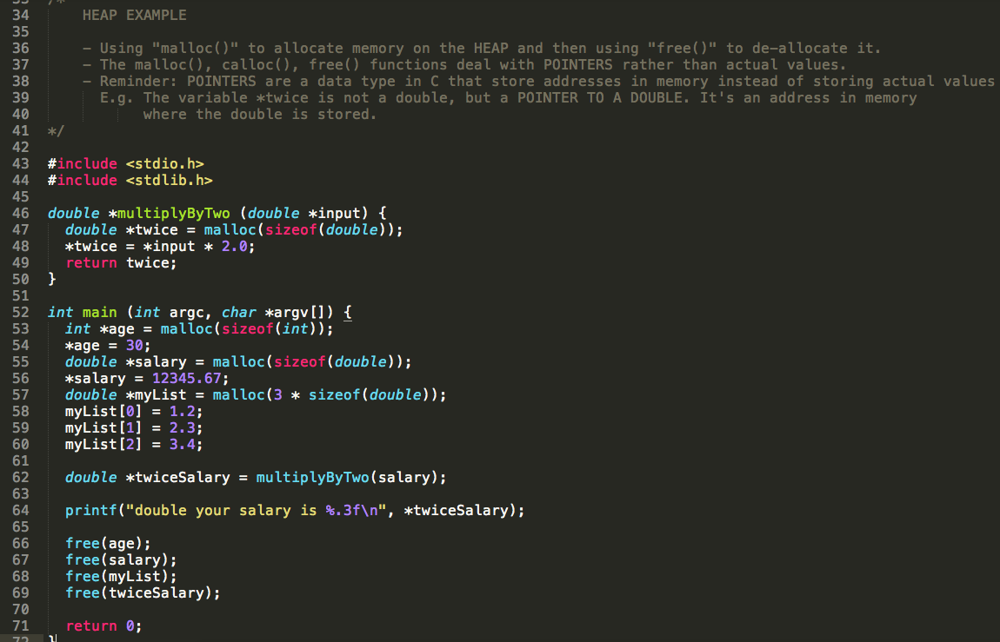 33 /*
34 HEAP EXAMPLE
35
36 - Using "malloc()" to allocate memory on the HEAP and then using "free()" to de-allocate it.
37 - The malloc(), calloc(), free() functions deal with POINTERS rather than actual values.
38 - Reminder: POINTERS are a data type in C that store addresses in memory instead of storing actual values
39 E.g. The variable *twice is not a double, but a POINTER TO A DOUBLE. It's an address in memory
40 where the double is stored.
41 */
42
43 #include <stdio.h>
44 #include <stdlib.h>
45
46 double *multiplyByTwo (double *input) {
47   double *twice = malloc(sizeof(double));
48   *twice = *input * 2.0;
49   return twice;
50 }
51
52 int main (int argc, char *argv[]) {
53   int *age = malloc(sizeof(int));
54   *age = 30;
55   double *salary = malloc(sizeof(double));
56   *salary = 12345.67;
57   double *myList = malloc(3 * sizeof(double));
58   myList[0] = 1.2;
59   myList[1] = 2.3;
60   myList[2] = 3.4;
61
62   double *twiceSalary = multiplyByTwo(salary);
63
64   printf("double your salary is %.3f\n", *twiceSalary);
65
66   free(age);
67   free(salary);
68   free(myList);
69   free(twiceSalary);
70
71   return 0;
72 }